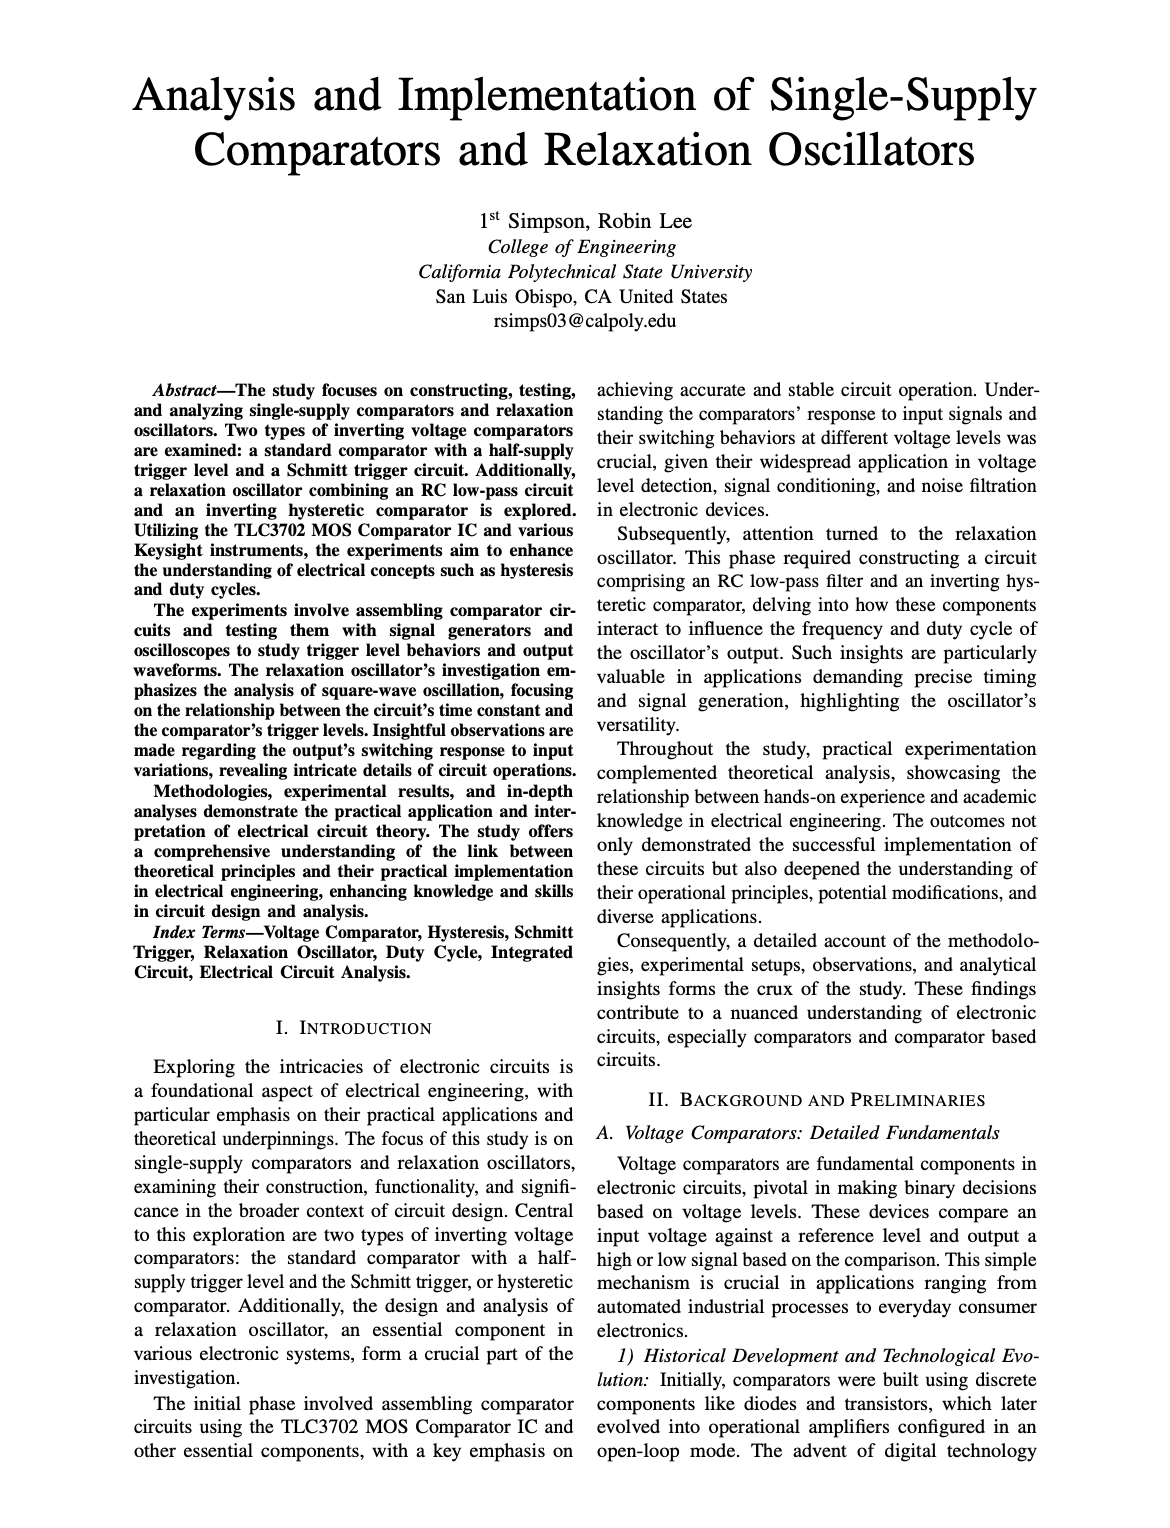 Analysis and Implementation of Single-Supply
Comparators and Relaxation Oscillators
1st Simpson, Robin Lee
College of Engineering
California Polytechnical State University
San Luis Obispo, CA United States
rsimps03@calpoly.edu
Abstract—The study focuses on constructing, testing,
and analyzing single-supply comparators and relaxation
oscillators. Two types of inverting voltage comparators
are examined: a standard comparator with a half-supply
trigger level and a Schmitt trigger circuit. Additionally,
a relaxation oscillator combining an RC low-pass circuit
and an inverting hysteretic comparator is explored.
Utilizing the TLC3702 MOS Comparator IC and various
Keysight instruments, the experiments aim to enhance
the understanding of electrical concepts such as hysteresis
and duty cycles.
The experiments involve assembling comparator cir-
cuits and testing them with signal generators and
oscilloscopes to study trigger level behaviors and output
waveforms. The relaxation oscillator's investigation em-
phasizes the analysis of square-wave oscillation, focusing
on the relationship between the circuit's time constant and
the comparator's trigger levels. Insightful observations are
made regarding the output's switching response to input
variations, revealing intricate details of circuit operations.
Methodologies, experimental results, and in-depth
analyses demonstrate the practical application and inter-
pretation of electrical circuit theory. The study offers
a comprehensive understanding of the link between
theoretical principles and their practical implementation
in electrical engineering, enhancing knowledge and skills
in circuit design and analysis.
Index Terms—Voltage Comparator, Hysteresis, Schmitt
Trigger, Relaxation Oscillator, Duty Cycle, Integrated
Circuit, Electrical Circuit Analysis.
I. INTRODUCTION
Exploring the intricacies of electronic circuits is
a foundational aspect of electrical engineering, with
particular emphasis on their practical applications and
theoretical underpinnings. The focus of this study is on
single-supply comparators and relaxation oscillators,
examining their construction, functionality, and signifi-
cance in the broader context of circuit design. Central
to this exploration are two types of inverting voltage
comparators: the standard comparator with a half-
supply trigger level and the Schmitt trigger, or hysteretic
comparator. Additionally, the design and analysis of
a relaxation oscillator, an essential component in
various electronic systems, form a crucial part of the
investigation.
The initial phase involved assembling comparator
circuits using the TLC3702 MOS Comparator IC and
other essential components, with a key emphasis on
achieving accurate and stable circuit operation. Under-
standing the comparators' response to input signals and
their switching behaviors at different voltage levels was
crucial, given their widespread application in voltage
level detection, signal conditioning, and noise filtration
in electronic devices.
Subsequently, attention turned to the relaxation
oscillator. This phase required constructing a circuit
comprising an RC low-pass filter and an inverting hys-
teretic comparator, delving into how these components
interact to influence the frequency and duty cycle of
the oscillator's output. Such insights are particularly
valuable in applications demanding precise timing
and signal generation, highlighting the oscillator's
versatility.
Throughout the study, practical experimentation
complemented theoretical analysis, showcasing the
relationship between hands-on experience and academic
knowledge in electrical engineering. The outcomes not
only demonstrated the successful implementation of
these circuits but also deepened the understanding of
their operational principles, potential modifications, and
diverse applications.
Consequently, a detailed account of the methodolo-
gies, experimental setups, observations, and analytical
insights forms the crux of the study. These findings
contribute to a nuanced understanding of electronic
circuits, especially comparators and comparator based
circuits.
II. BACKGROUND AND PRELIMINARIES
A. Voltage Comparators: Detailed Fundamentals
Voltage comparators are fundamental components in
electronic circuits, pivotal in making binary decisions
based on voltage levels. These devices compare an
input voltage against a reference level and output a
high or low signal based on the comparison. This simple
mechanism is crucial in applications ranging from
automated industrial processes to everyday consumer
electronics.
1) Historical Development and Technological Evo-
lution: Initially, comparators were built using discrete
components like diodes and transistors, which later
evolved into operational amplifiers configured in an
open-loop mode. The advent of digital technology